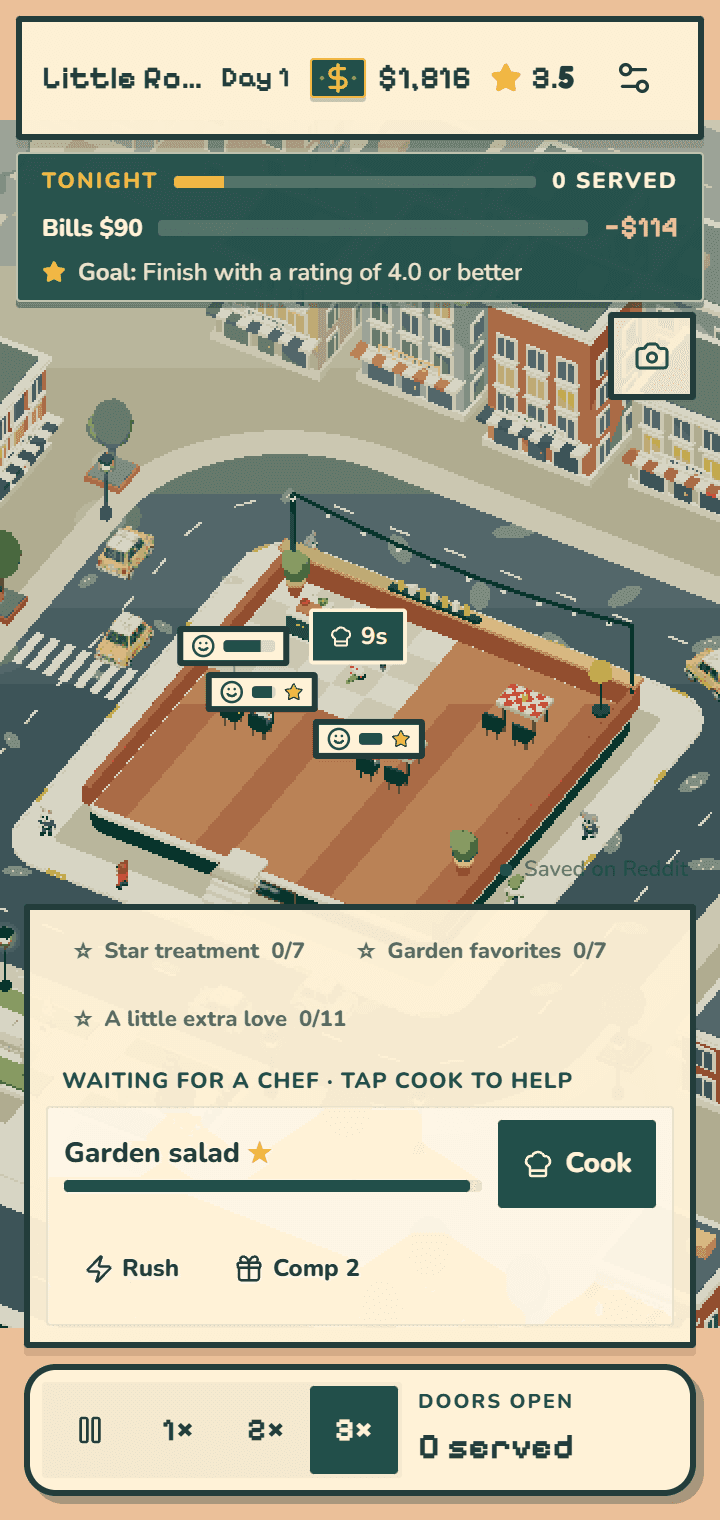 Little Ro... Day 1 $ $1,816 3.5
TONIGHT 0 SERVED
Bills $90 -$114
Goal: Finish with a rating of 4.0 or better
9s
Saved on Reddit
Star treatment 0/7 Garden favorites 0/7
A little extra love 0/11
WAITING FOR A CHEF · TAP COOK TO HELP
Garden salad
Cook
Rush Comp 2
DOORS OPEN
1× 2× 3×
0 served